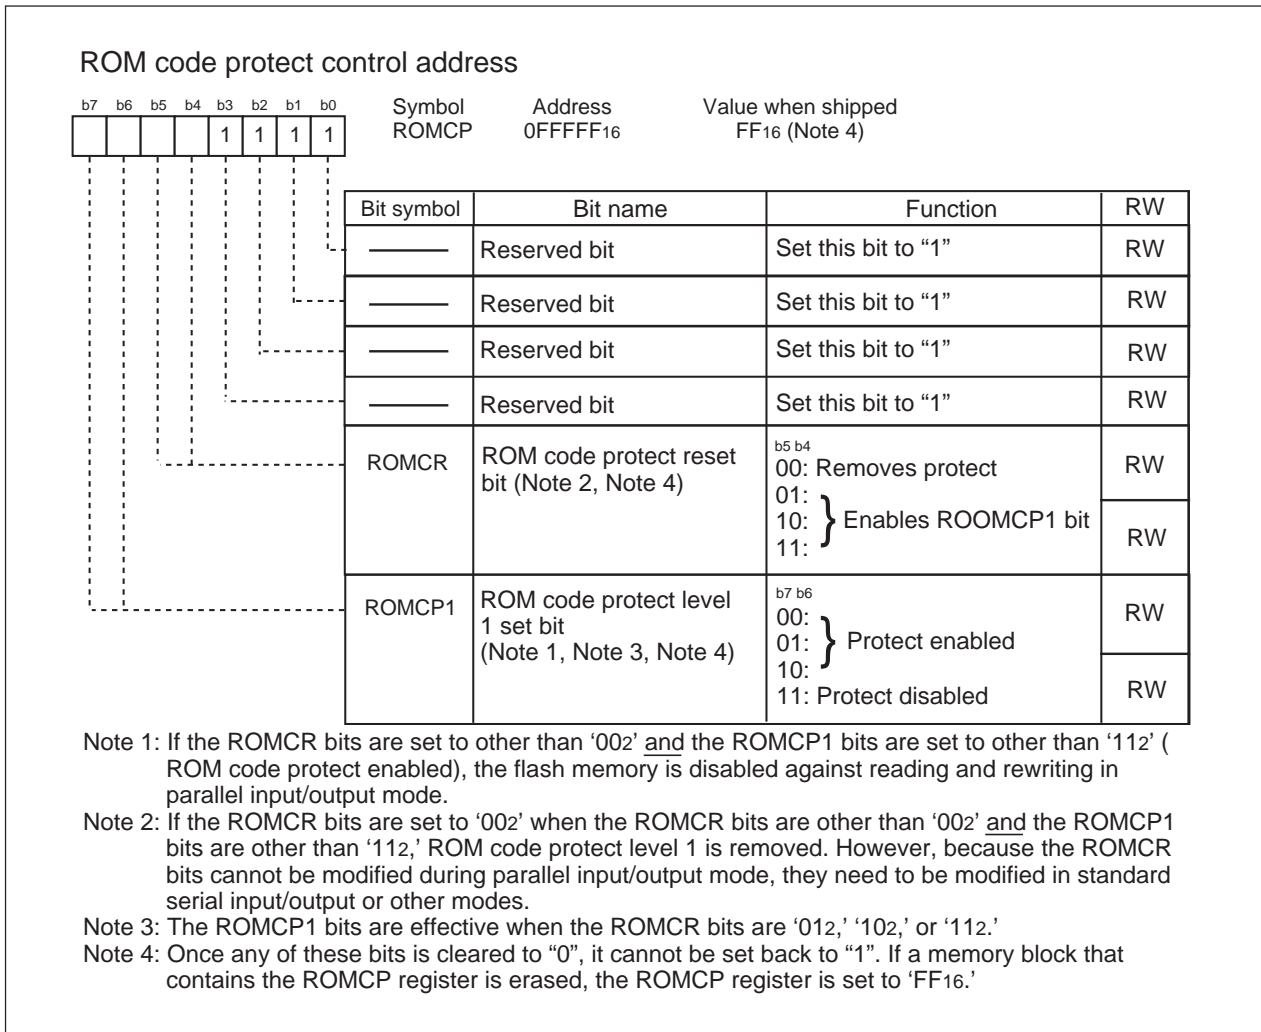 ROM code protect control address
b7 b6 b5 b4 b3 b2 b1 b0
Symbol Address Value when shipped
1 1 1 1
ROMCP 0FFFFF16 FF16 (Note 4)
Bit symbol Bit name Function RW
Reserved bit Set this bit to “1” RW
Reserved bit Set this bit to “1” RW
Reserved bit Set this bit to “1” RW
Reserved bit Set this bit to “1” RW
ROMCR
ROM code protect reset
bit (Note 2, Note 4)
b5 b4
00: Removes protect
01:
10: } Enables ROOMCP1 bit
11:
RW
RW
ROMCP1
ROM code protect level
1 set bit
(Note 1, Note 3, Note 4)
b7 b6
00:
01: } Protect enabled
10:
11: Protect disabled
RW
RW
Note 1: If the ROMCR bits are set to other than ‘002’ and the ROMCP1 bits are set to other than ‘112’ (
ROM code protect enabled), the flash memory is disabled against reading and rewriting in
parallel input/output mode.
Note 2: If the ROMCR bits are set to ‘002’ when the ROMCR bits are other than ‘002’ and the ROMCP1
bits are other than ‘112,’ ROM code protect level 1 is removed. However, because the ROMCR
bits cannot be modified during parallel input/output mode, they need to be modified in standard
serial input/output or other modes.
Note 3: The ROMCP1 bits are effective when the ROMCR bits are ‘012,’ ‘102,’ or ‘112.’
Note 4: Once any of these bits is cleared to “0”, it cannot be set back to “1”. If a memory block that
contains the ROMCP register is erased, the ROMCP register is set to ‘FF16.’